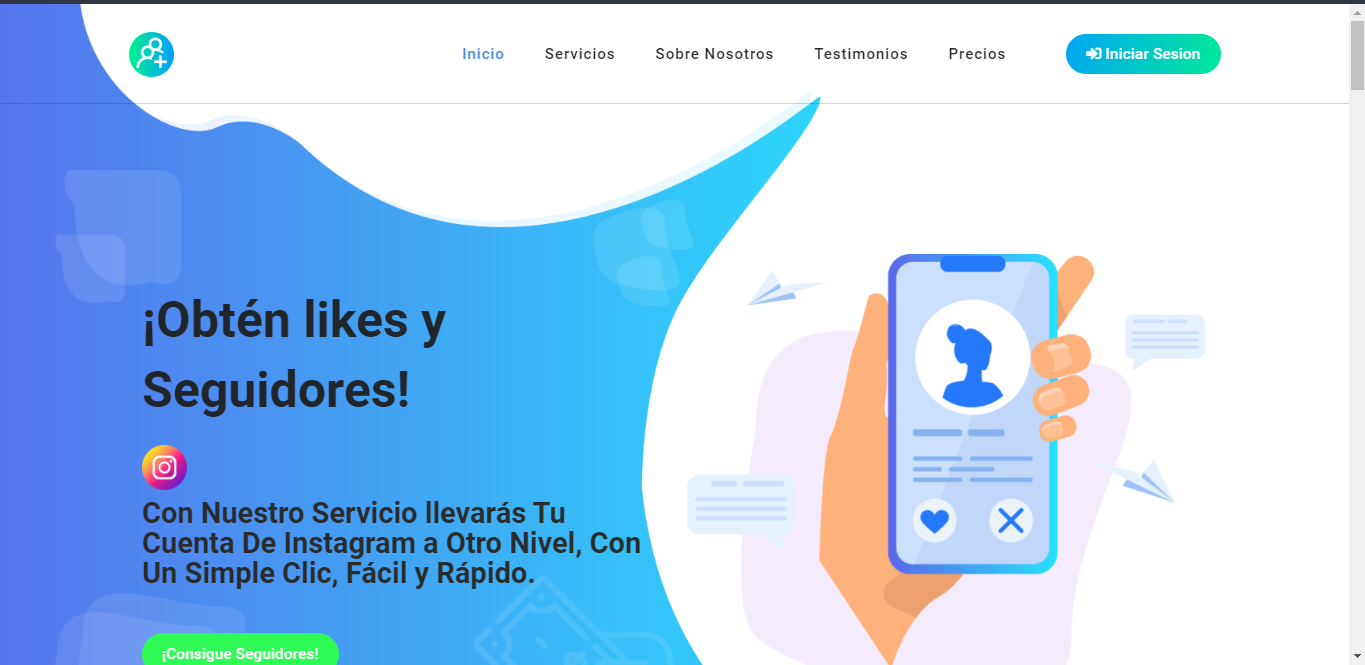 Inicio
Servicios
Sobre Nosotros
Testimonios
Precios
Iniciar Sesion
¡Obtén likes y
Seguidores!
Con Nuestro Servicio llevarás Tu
Cuenta De Instagram a Otro Nivel, Con
Un Simple Clic, Fácil y Rápido.
¡Consigue Seguidores!